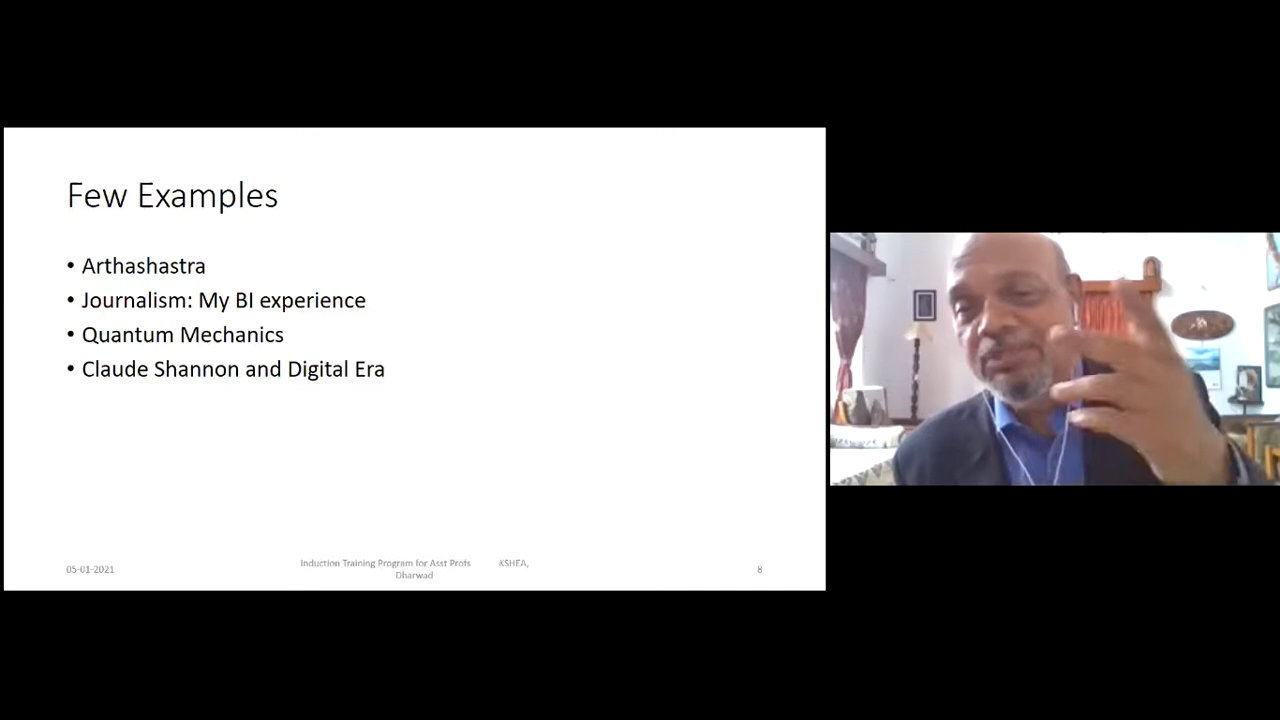 Few Examples
• Arthashastra
• Journalism: My BI experience
• Quantum Mechanics
• Claude Shannon and Digital Era
05-01-2021
Induction Training Program for Asst Profs KSHEA,
Dharwad
8